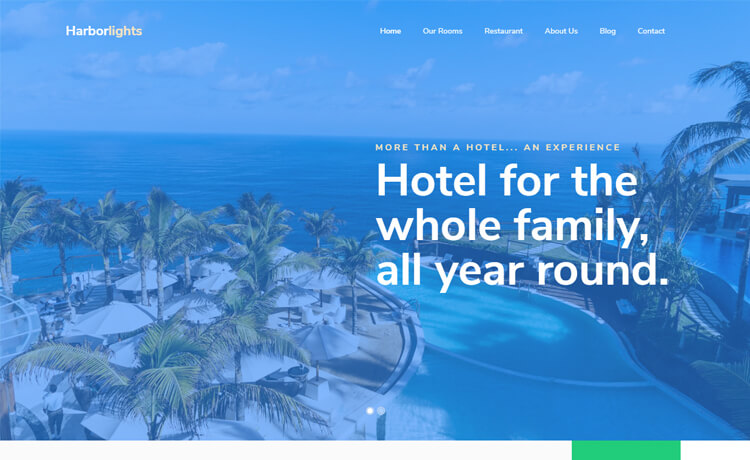 Harborlights
Home Our Rooms Restaurant About Us Blog Contact
MORE THAN A HOTEL... AN EXPERIENCE
Hotel for the
whole family,
all year round.